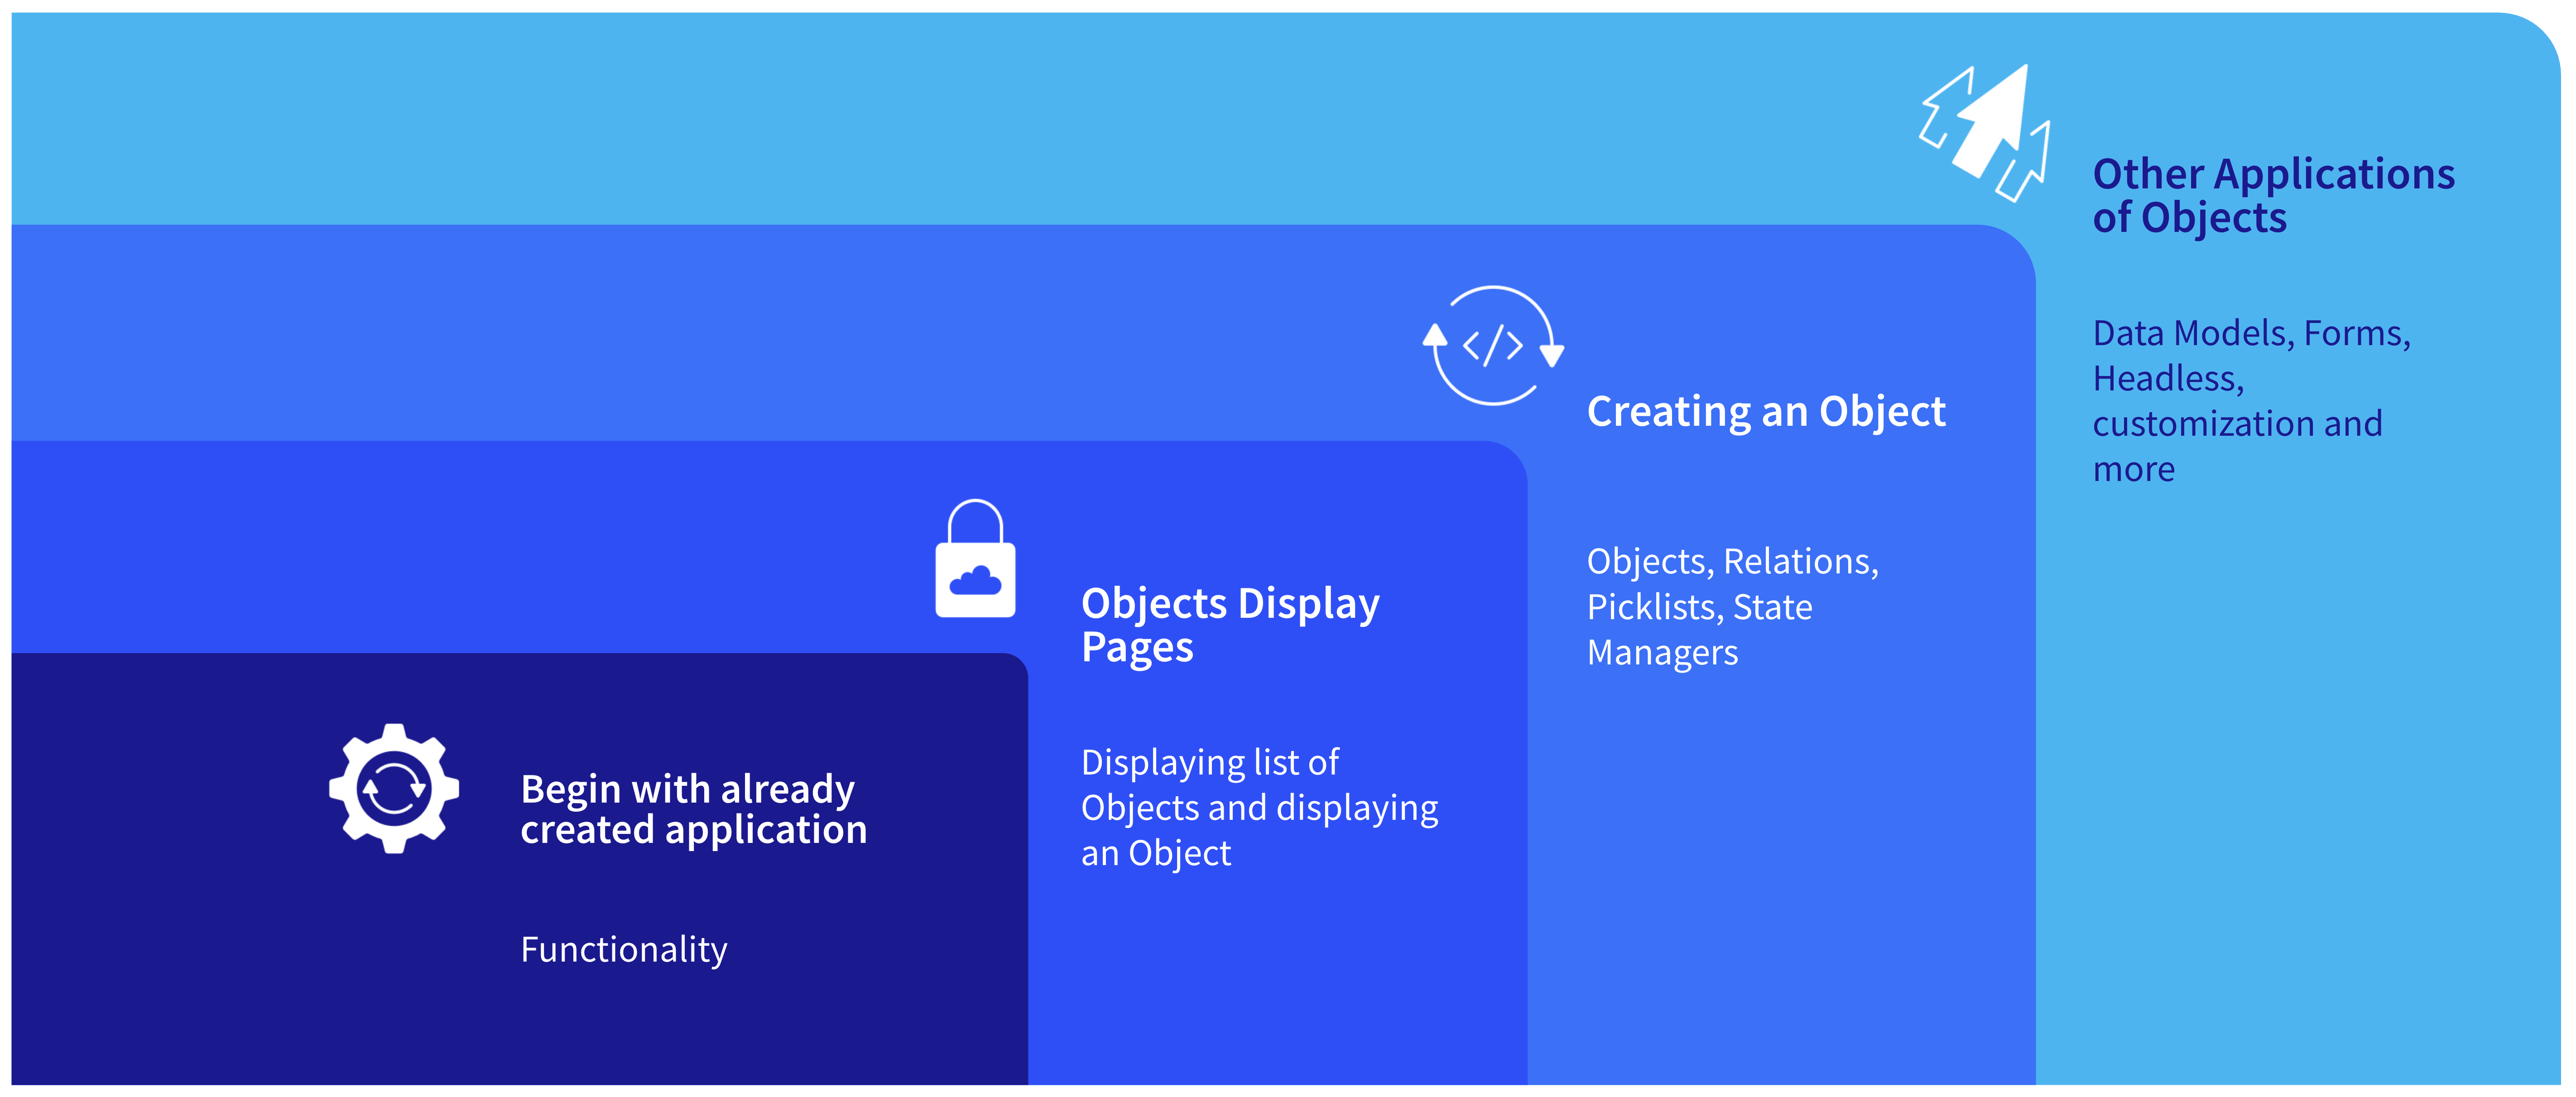 Other Applications
of Objects
Data Models, Forms,
Headless,
customization and
more
</>
Creating an Object
Objects, Relations,
Picklists, State
Managers
Objects Display
Pages
Displaying list of
Objects and displaying
an Object
Begin with already
created application
Functionality